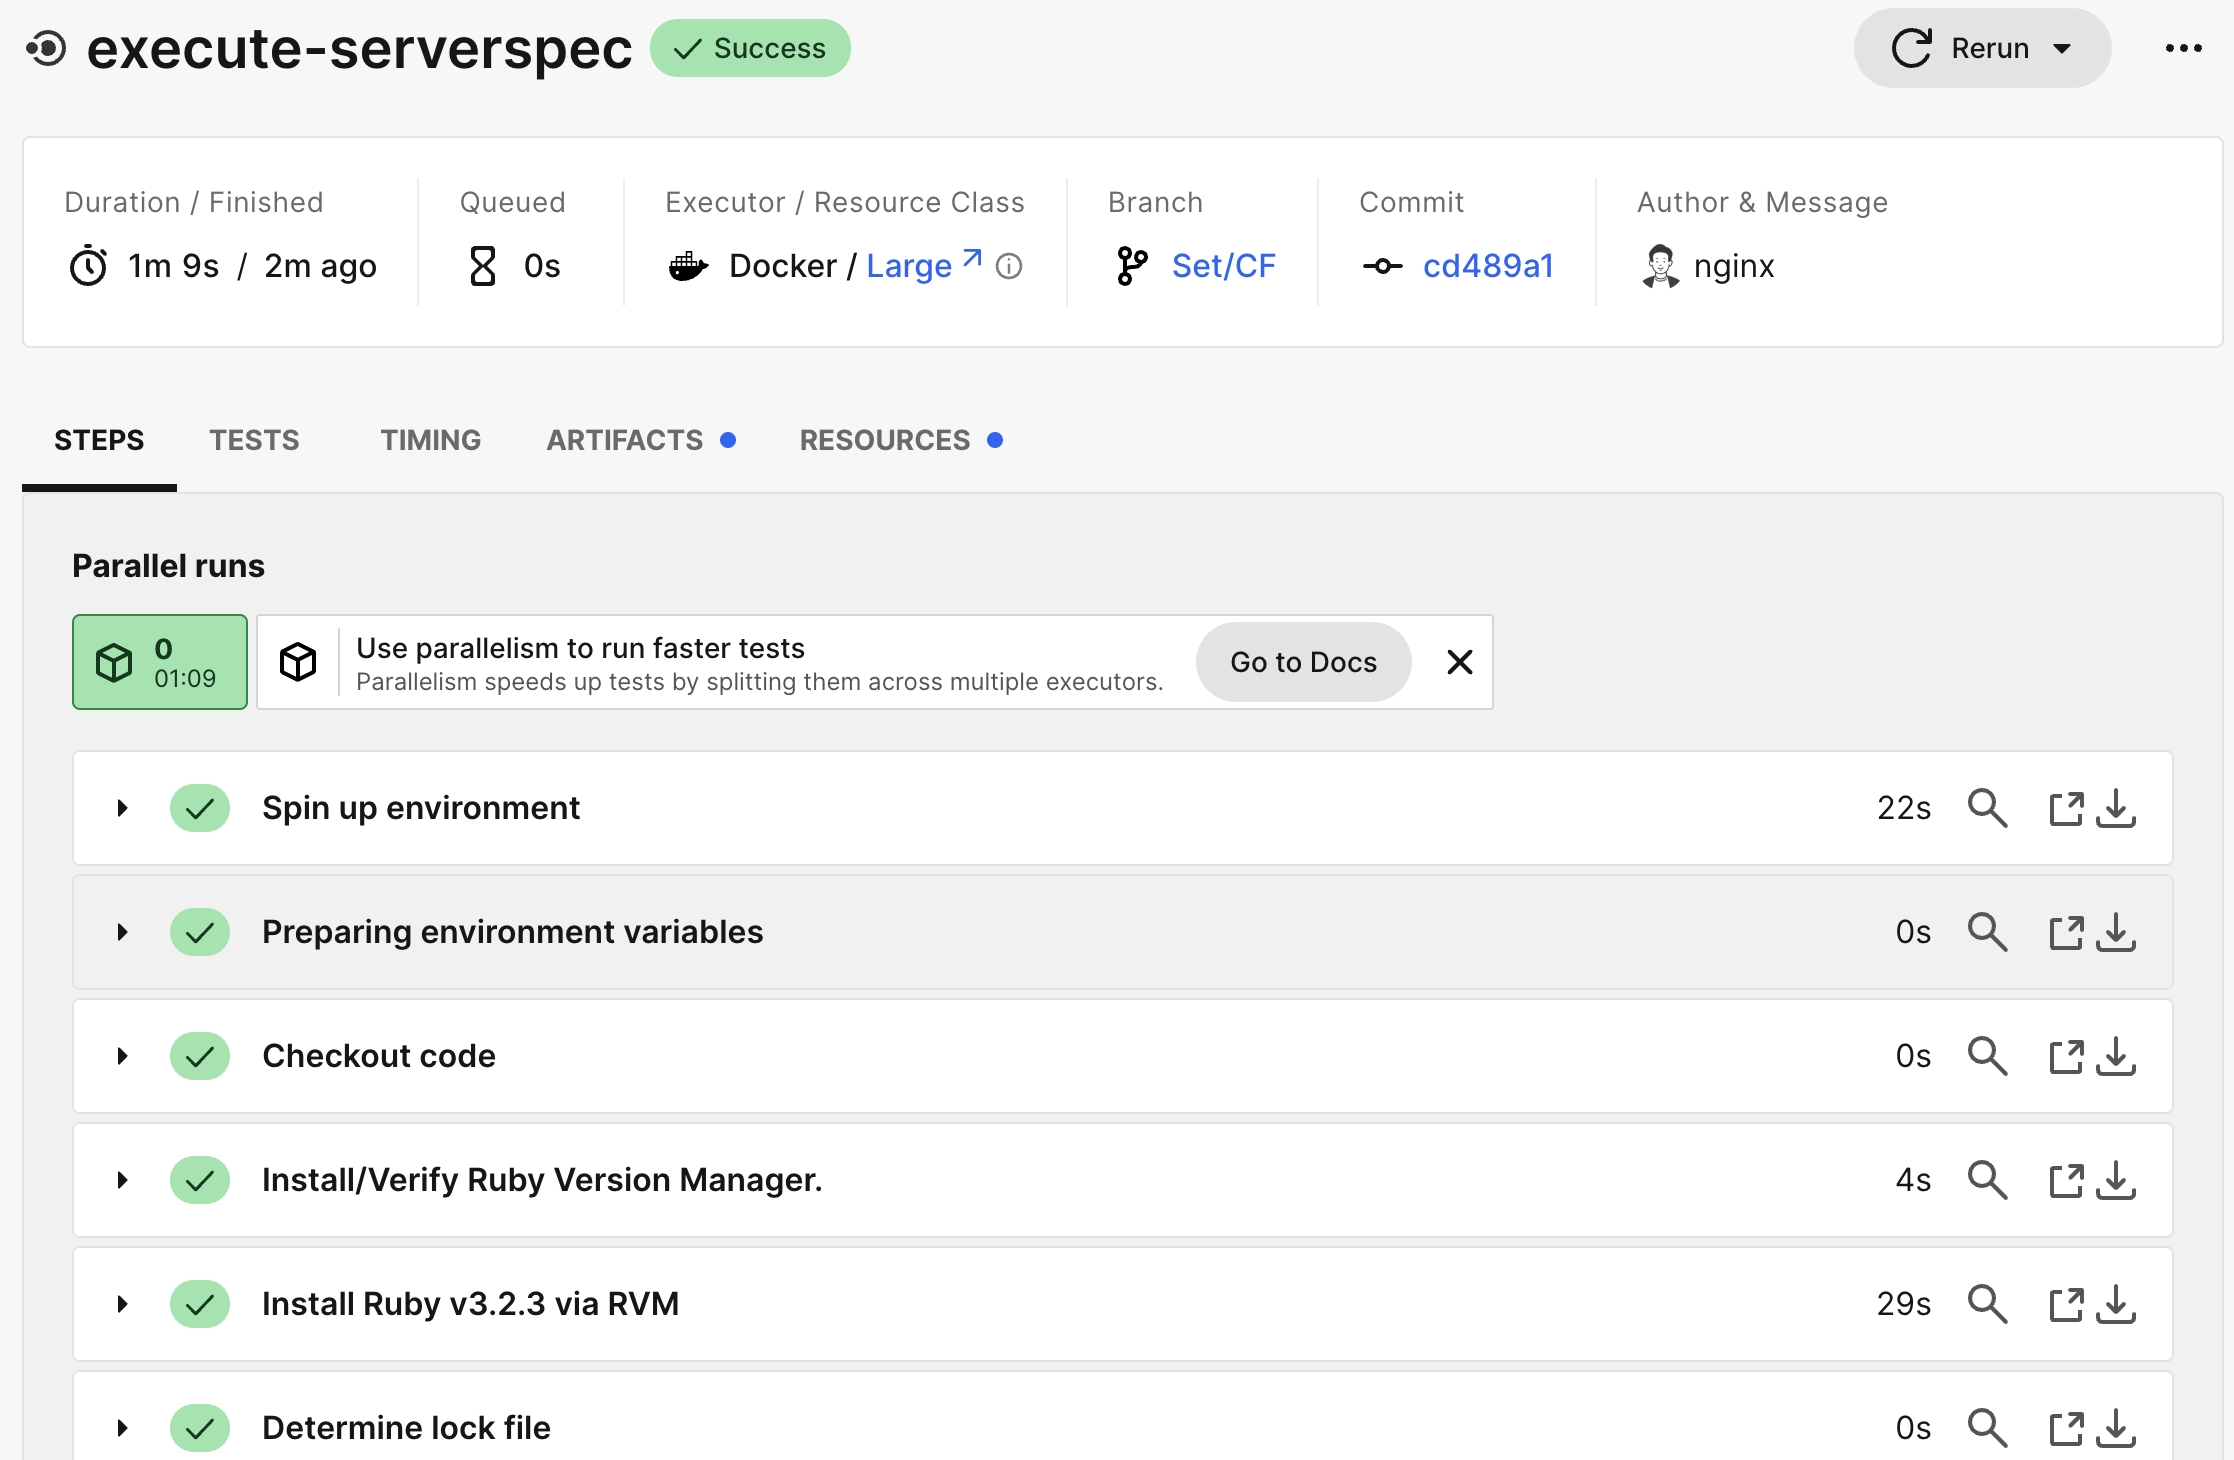 execute-serverspec Success Rerun
Duration / Finished Queued Executor / Resource Class Branch Commit Author & Message
1m 9s / 2m ago 0s Docker / Large Set/CF cd489a1 nginx
STEPS TESTS TIMING ARTIFACTS RESOURCES
Parallel runs
0
01:09
Use parallelism to run faster tests
Parallelism speeds up tests by splitting them across multiple executors.
Go to Docs
Spin up environment 22s
Preparing environment variables 0s
Checkout code 0s
Install/Verify Ruby Version Manager. 4s
Install Ruby v3.2.3 via RVM 29s
Determine lock file 0s